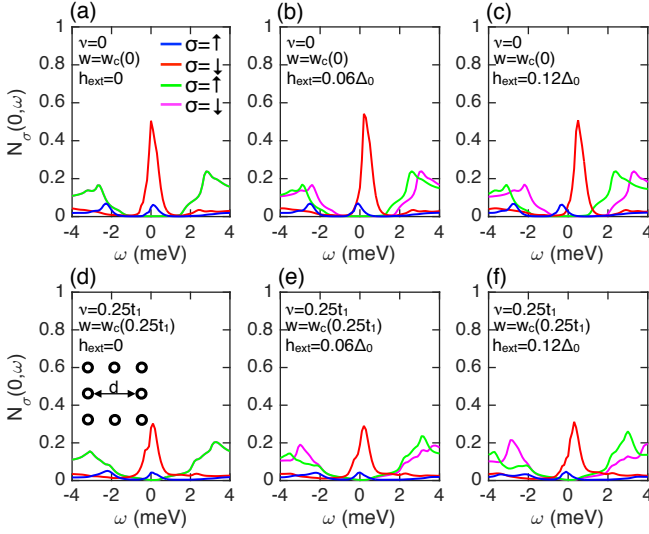 (a)
(b)
(c)
ν=0
w=w_c(0)
h_ext=0
σ=↑
σ=↓
σ=↑
σ=↓
ν=0
w=w_c(0)
h_ext=0.06Δ_0
ν=0
w=w_c(0)
h_ext=0.12Δ_0
N_σ(0,ω)
1
0.8
0.6
0.4
0.2
0
-4 -2 0 2 4
-4 -2 0 2 4
-4 -2 0 2 4
ω (meV)
ω (meV)
ω (meV)
(d)
(e)
(f)
ν=0.25t_1
w=w_c(0.25t_1)
h_ext=0
d
ν=0.25t_1
w=w_c(0.25t_1)
h_ext=0.06Δ_0
ν=0.25t_1
w=w_c(0.25t_1)
h_ext=0.12Δ_0
N_σ(0,ω)
1
0.8
0.6
0.4
0.2
0
-4 -2 0 2 4
-4 -2 0 2 4
-4 -2 0 2 4
ω (meV)
ω (meV)
ω (meV)